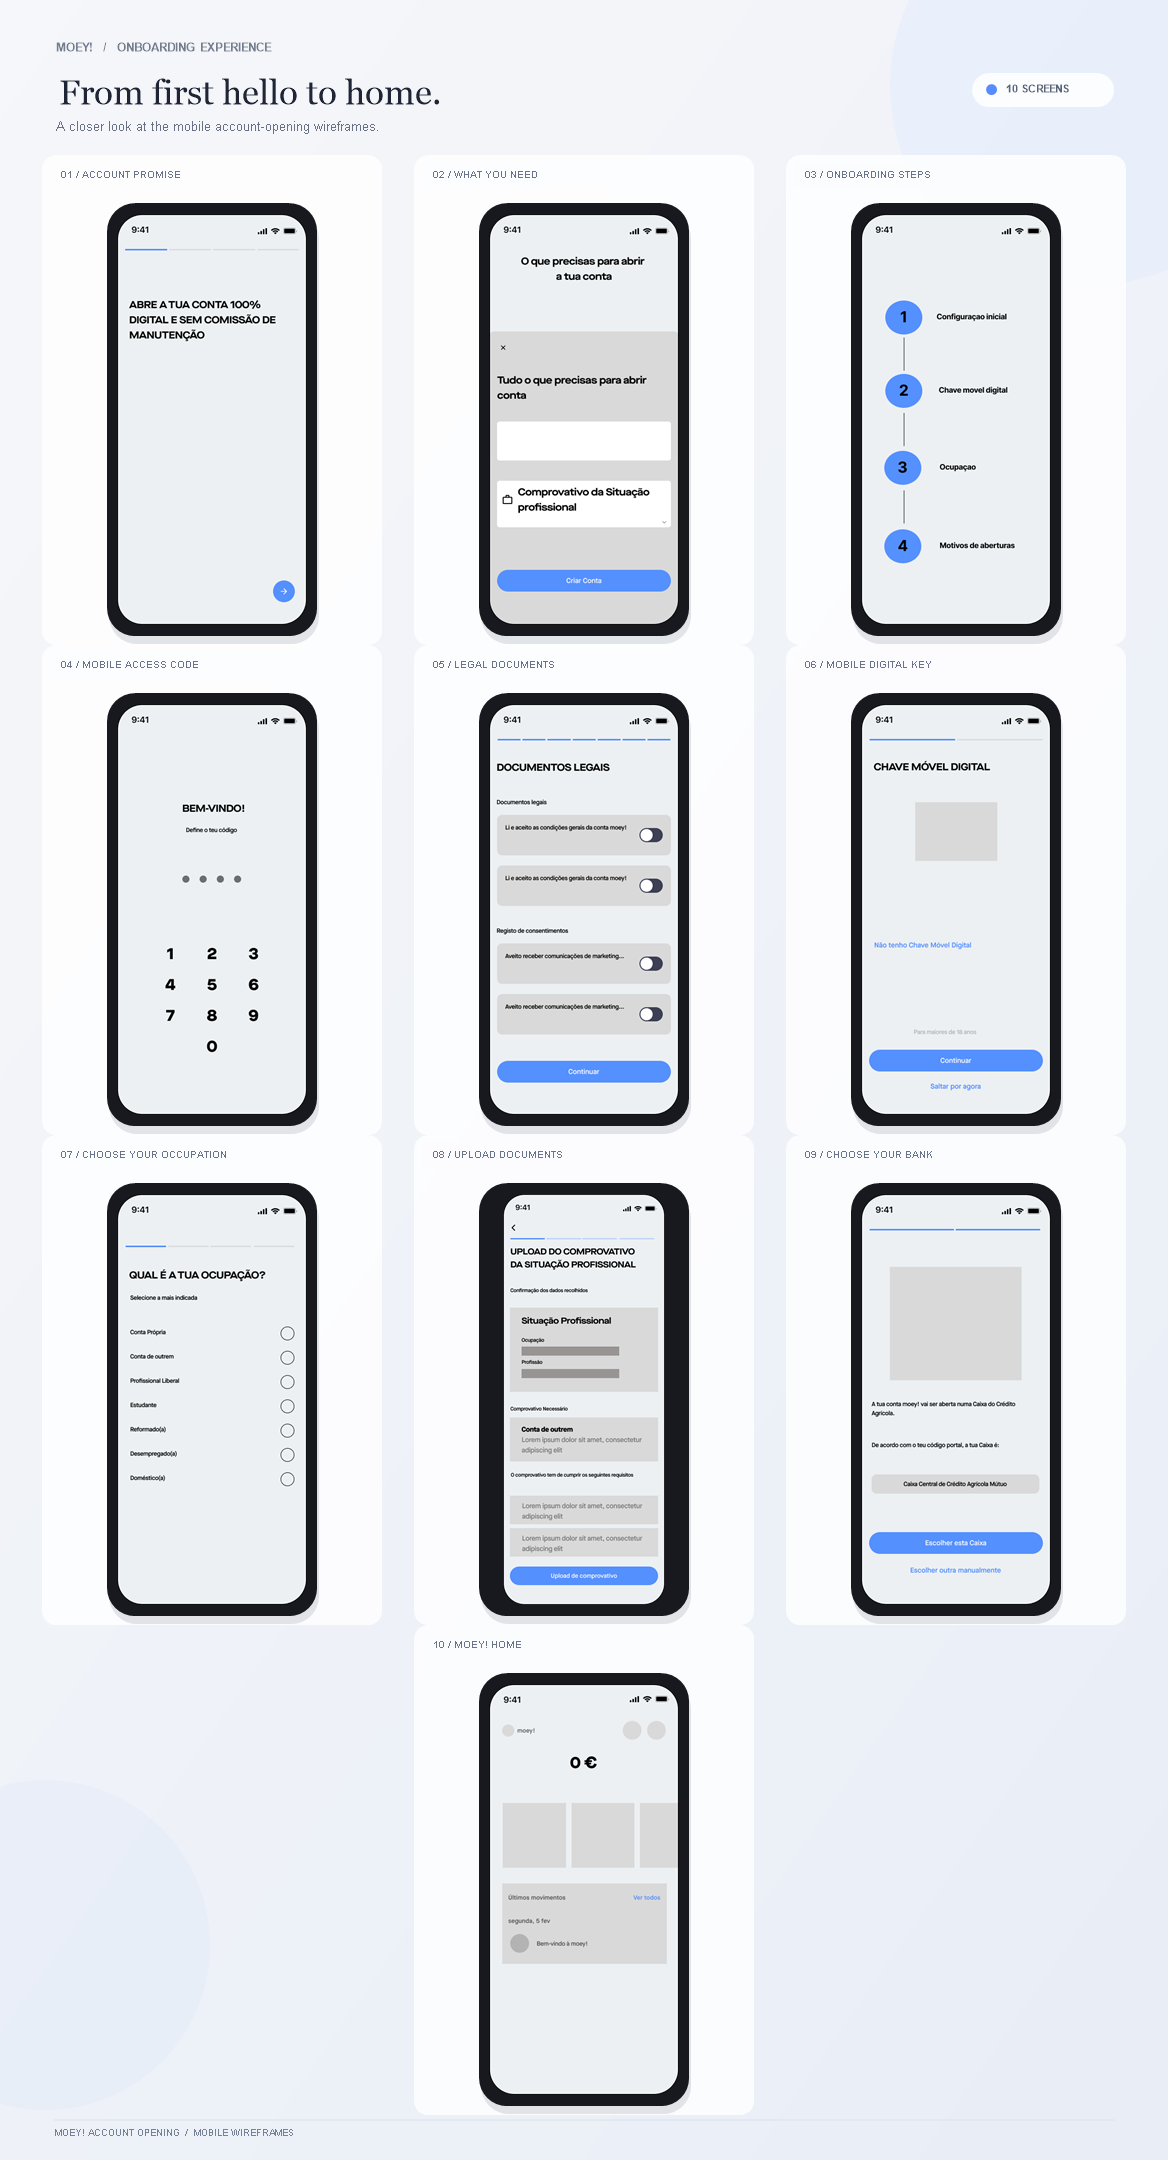 MOEY! / ONBOARDING EXPERIENCE
From first hello to home.
A closer look at the mobile account-opening wireframes.
10 SCREENS
01 / ACCOUNT PROMISE
9:41
ABRE A TUA CONTA 100%
DIGITAL E SEM COMISSÃO DE
MANUTENÇÃO
02 / WHAT YOU NEED
9:41
O que precisas para abrir
a tua conta
Tudo o que precisas para abrir
conta
Comprovativo da Situação
profissional
Criar Conta
03 / ONBOARDING STEPS
9:41
1 Configuraçao inicial
2 Chave movel digital
3 Ocupaçao
4 Motivos de aberturas
04 / MOBILE ACCESS CODE
9:41
BEM-VINDO!
Define o teu código
1 2 3
4 5 6
7 8 9
0
05 / LEGAL DOCUMENTS
9:41
DOCUMENTOS LEGAIS
Documentos legais
Li e aceito as condições gerais da conta moey!
Li e aceito as condições gerais da conta moey!
Registo de consentimentos
Aveito receber comunicações de marketing...
Aveito receber comunicações de marketing...
Continuar
06 / MOBILE DIGITAL KEY
9:41
CHAVE MÓVEL DIGITAL
Não tenho Chave Móvel Digital
Para maiores de 18 anos
Continuar
Saltar por agora
07 / CHOOSE YOUR OCCUPATION
9:41
QUAL É A TUA OCUPAÇÃO?
Selecione a mais indicada
Conta Própria
Conta de outrem
Profissional Liberal
Estudante
Reformado(a)
Desempregado(a)
Doméstico(a)
08 / UPLOAD DOCUMENTS
9:41
UPLOAD DO COMPROVATIVO
DA SITUAÇÃO PROFISSIONAL
Confirmação dos dados recolhidos
Situação Profissional
Ocupação
Profissão
Comprovativo Necessário
Conta de outrem
Lorem ipsum dolor sit amet, consectetur
adipiscing elit
O comprovativo tem de cumprir os seguintes requisitos
Lorem ipsum dolor sit amet, consectetur
adipiscing elit
Lorem ipsum dolor sit amet, consectetur
adipiscing elit
Upload de comprovativo
09 / CHOOSE YOUR BANK
9:41
A tua conta moey! vai ser aberta numa Caixa do Crédito
Agrícola.
De acordo com o teu código portal, a tua Caixa é:
Caixa Central de Crédito Agrícola Mútuo
Escolher esta Caixa
Escolher outra manualmente
10 / MOEY! HOME
9:41
moey!
0 €
Últimos movimentos
Ver todos
segunda, 5 fev
Bem-vindo à moey!
MOEY! ACCOUNT OPENING / MOBILE WIREFRAMES